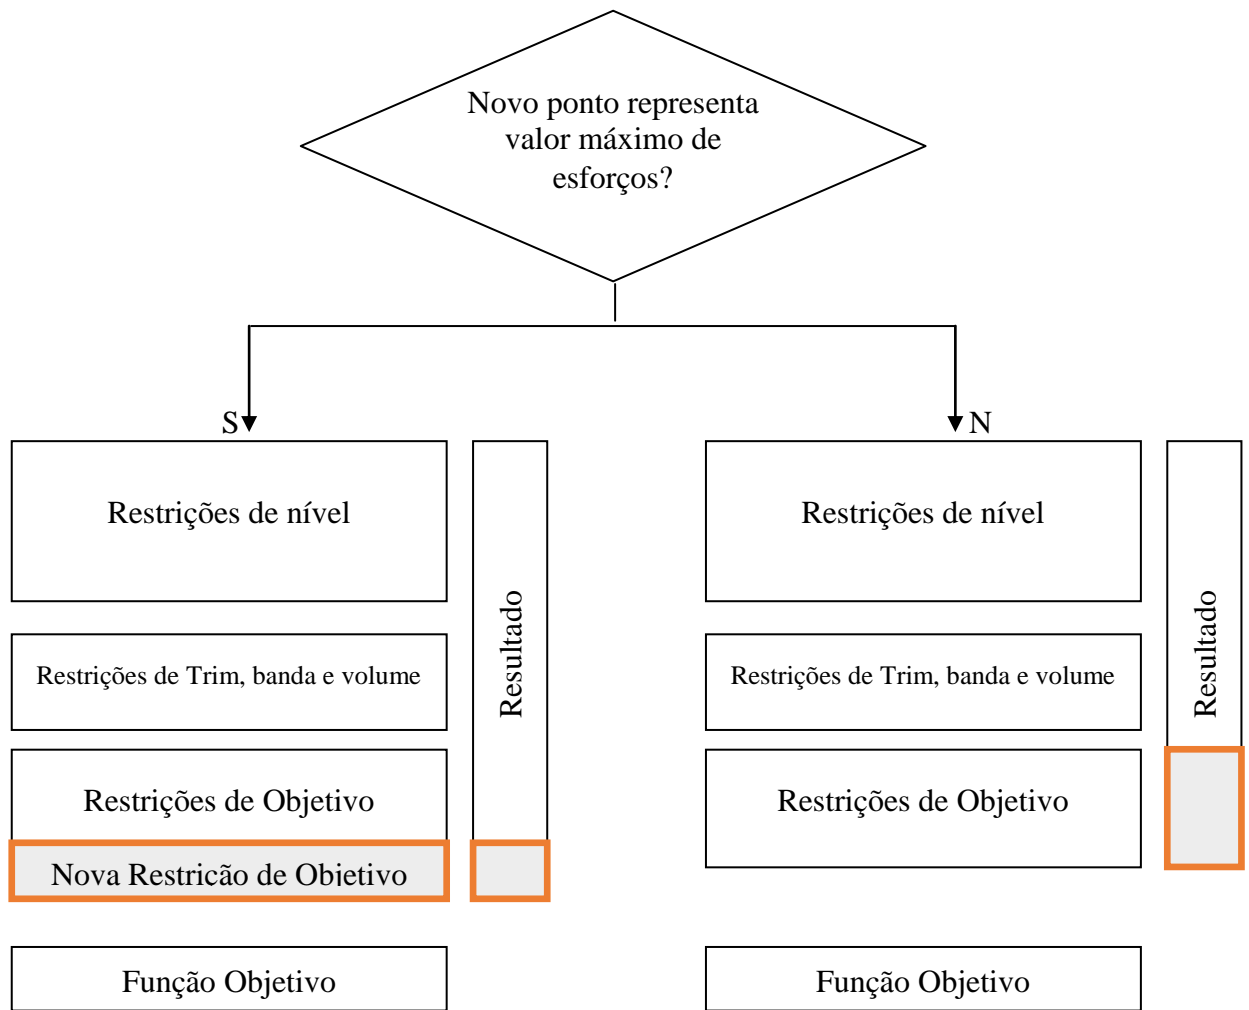 Novo ponto representa
valor máximo de
esforços?
S
N
Restrições de nível
Restrições de Trim, banda e volume
Restrições de Objetivo
Nova Restrição de Objetivo
Função Objetivo
Resultado
Restrições de nível
Restrições de Trim, banda e volume
Restrições de Objetivo
Função Objetivo
Resultado